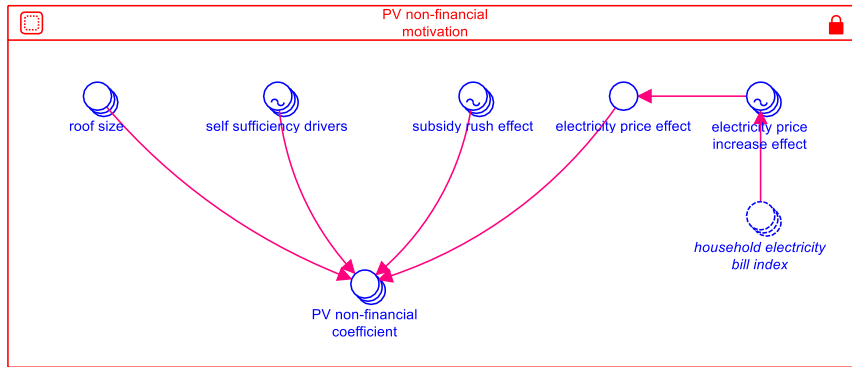 PV non-financial
motivation
roof size
self sufficiency drivers
subsidy rush effect
electricity price effect
electricity price
increase effect
household electricity
bill index
PV non-financial
coefficient